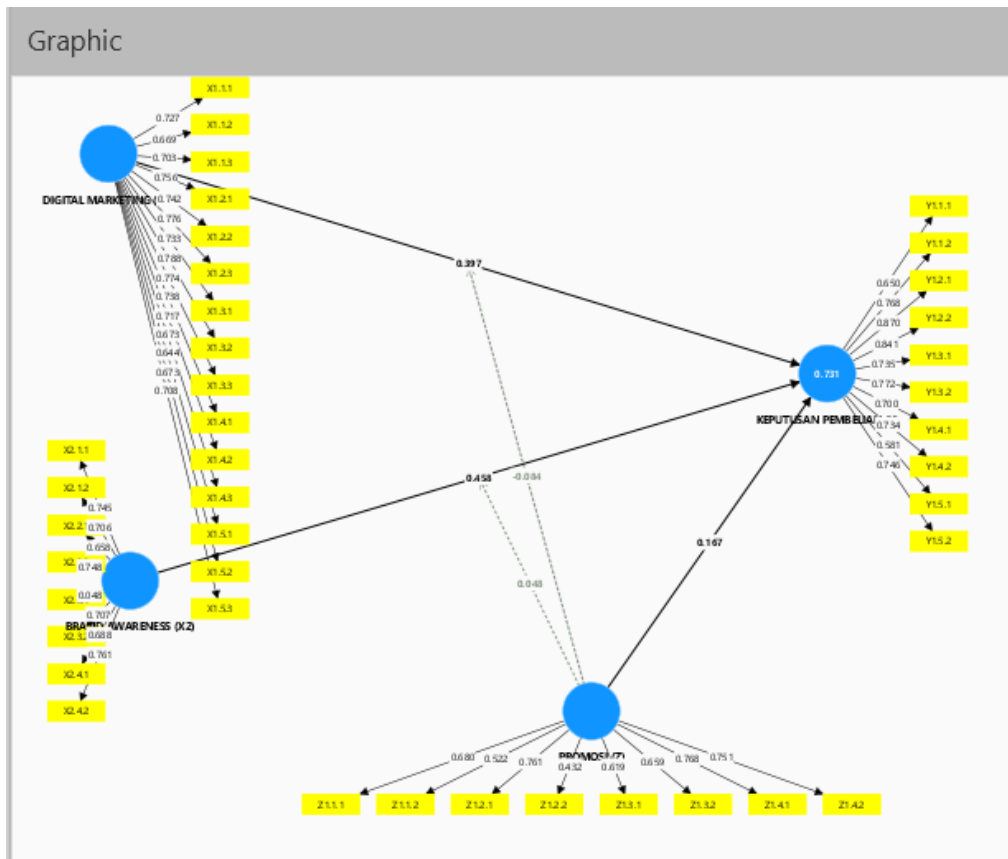 Graphic
X1.1.1
0.727
X1.1.2
0.669
0.703
X1.1.3
0.756
DIGITAL MARKETING
0.742
X1.2.1
0.776
X1.2.2
0.733
0.788
X1.2.3
0.774
0.738
X1.3.1
0.717
0.673
X1.3.2
0.644
0.673
X1.3.3
0.708
X1.4.1
X1.4.2
X1.4.3
X1.5.1
X1.5.2
X1.5.3
0.397
Y1.1.1
Y1.1.2
Y1.2.1
Y1.2.2
Y1.3.1
Y1.3.2
Y1.4.1
Y1.4.2
Y1.5.1
Y1.5.2
0.650
0.768
0.870
0.841
0.735
0.772
0.700
0.734
0.581
0.746
0.731
KEPUTUSAN
X2.1.1
X2.1.2
X2.4.1
X2.4.2
0.745
0.706
0.658
0.748
0.048
0.707
0.688
0.761
AWARENESS (X2)
0.458
-0.084
0.048
0.167
0.680
0.522
0.761
0.432
0.619
0.659
0.768
0.751
Z1.1.1
Z1.1.2
Z1.2.1
Z1.2.2
Z1.3.1
Z1.3.2
Z1.4.1
Z1.4.2